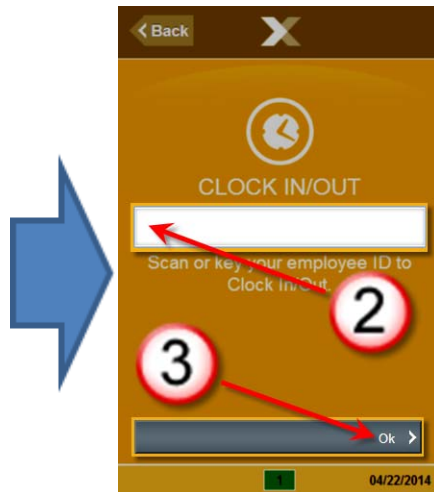 Back
CLOCK IN/OUT
Scan or key your employee ID to
Clock In/Out.
2
3
Ok
1
04/22/2014